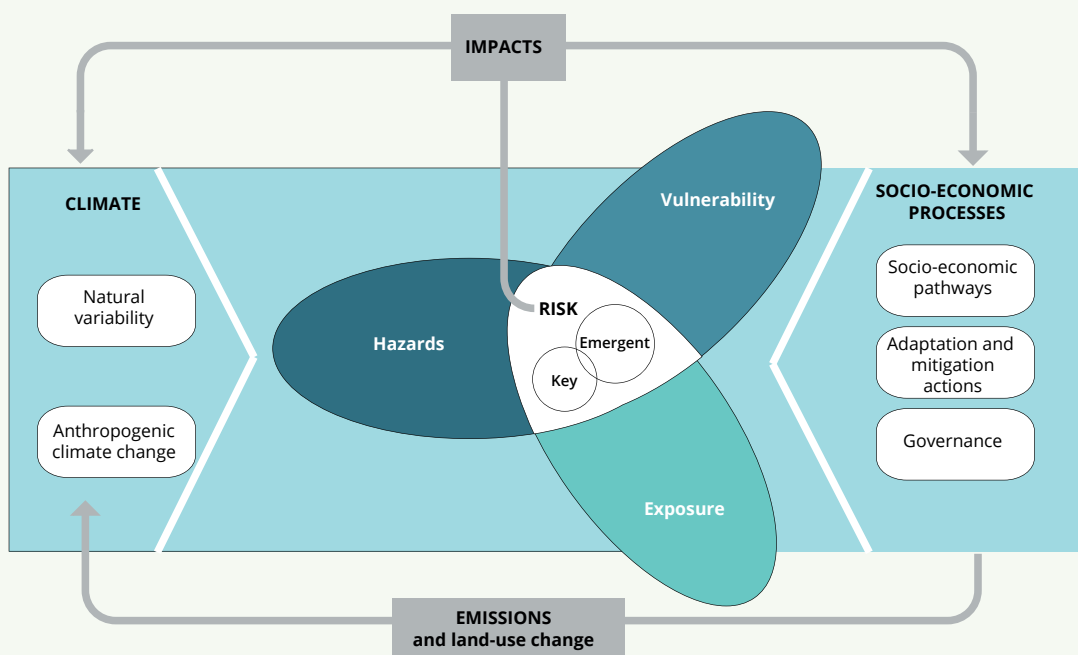 IMPACTS
CLIMATE
Natural
variability
Anthropogenic
climate change
Hazards
Vulnerability
RISK
Emergent
Key
Exposure
SOCIO-ECONOMIC
PROCESSES
Socio-economic
pathways
Adaptation and
mitigation
actions
Governance
EMISSIONS
and land-use change